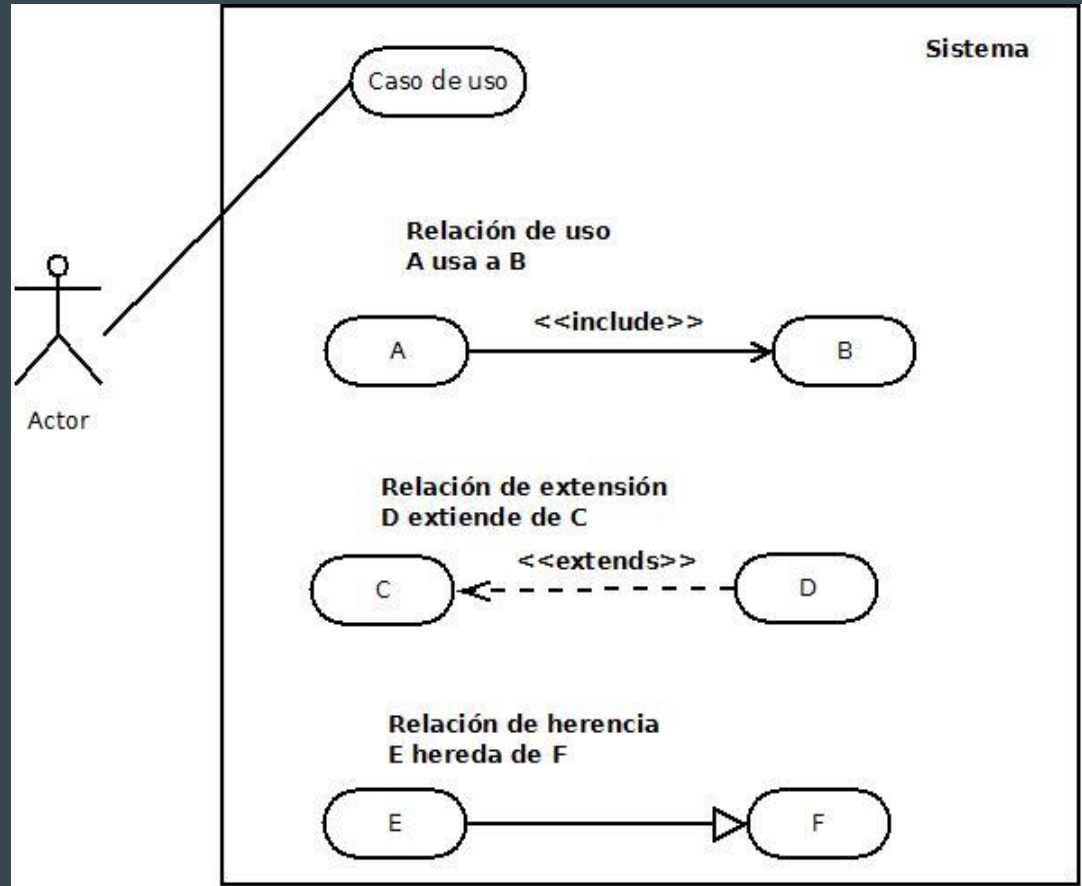 Sistema
Caso de uso
Relación de uso
A usa a B
<<include>>
A
B
Actor
Relación de extensión
D extiende de C
<<extends>>
C
D
Relación de herencia
E hereda de F
E
F